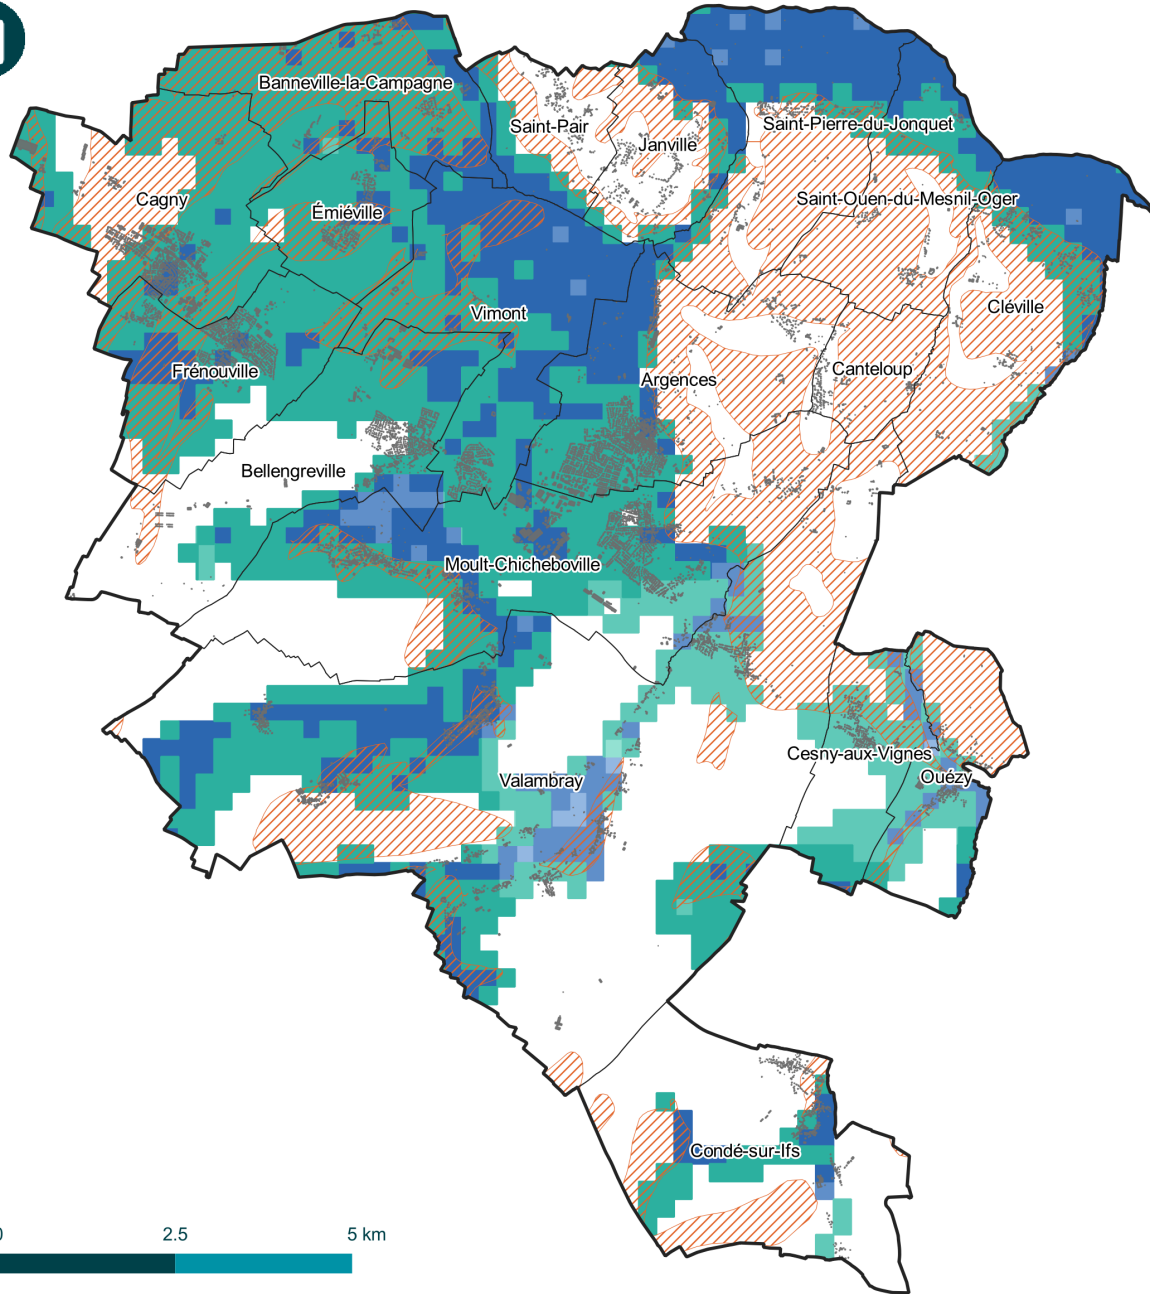 Banneville-la-Campagne
Saint-Pair
Saint-Pierre-du-Jonquet
Janville
Cagny
Saint-Ouen-du-Mesnil-Oger
Émiéville
Cléville
Vimont
Frénouville
Argences
Canteloup
Bellengreville
Moult-Chicheboville
Cesny-aux-Vignes
Valambray
Ouézy
Condé-sur-Ifs
0 2.5 5 km